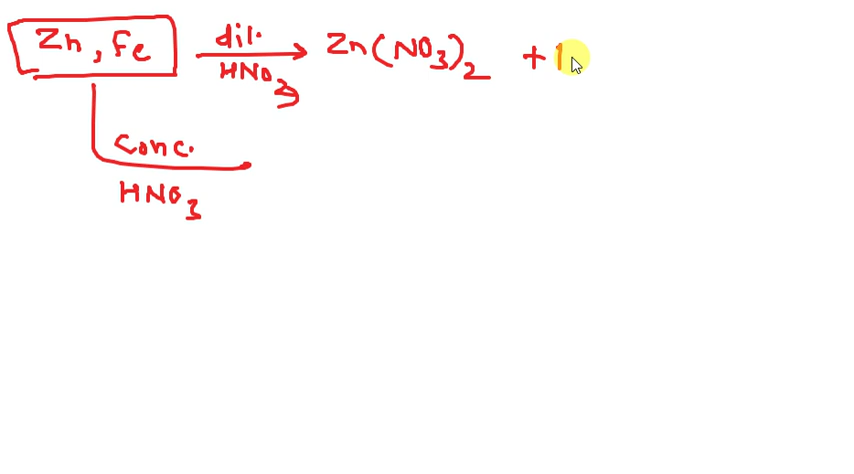 Zn, Fe dil. HNO3 → Zn(NO3)2 +
conc.
HNO3